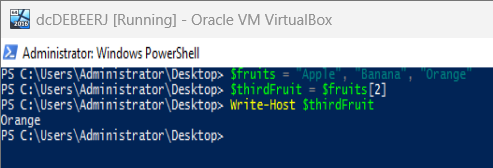 dcDEBEERJ [Running] - Oracle VM VirtualBox
Administrator: Windows PowerShell
PS C:\Users\Administrator\Desktop> $fruits = "Apple", "Banana", "Orange"
PS C:\Users\Administrator\Desktop> $thirdFruit = $fruits[2]
PS C:\Users\Administrator\Desktop> Write-Host $thirdFruit
Orange
PS C:\Users\Administrator\Desktop>